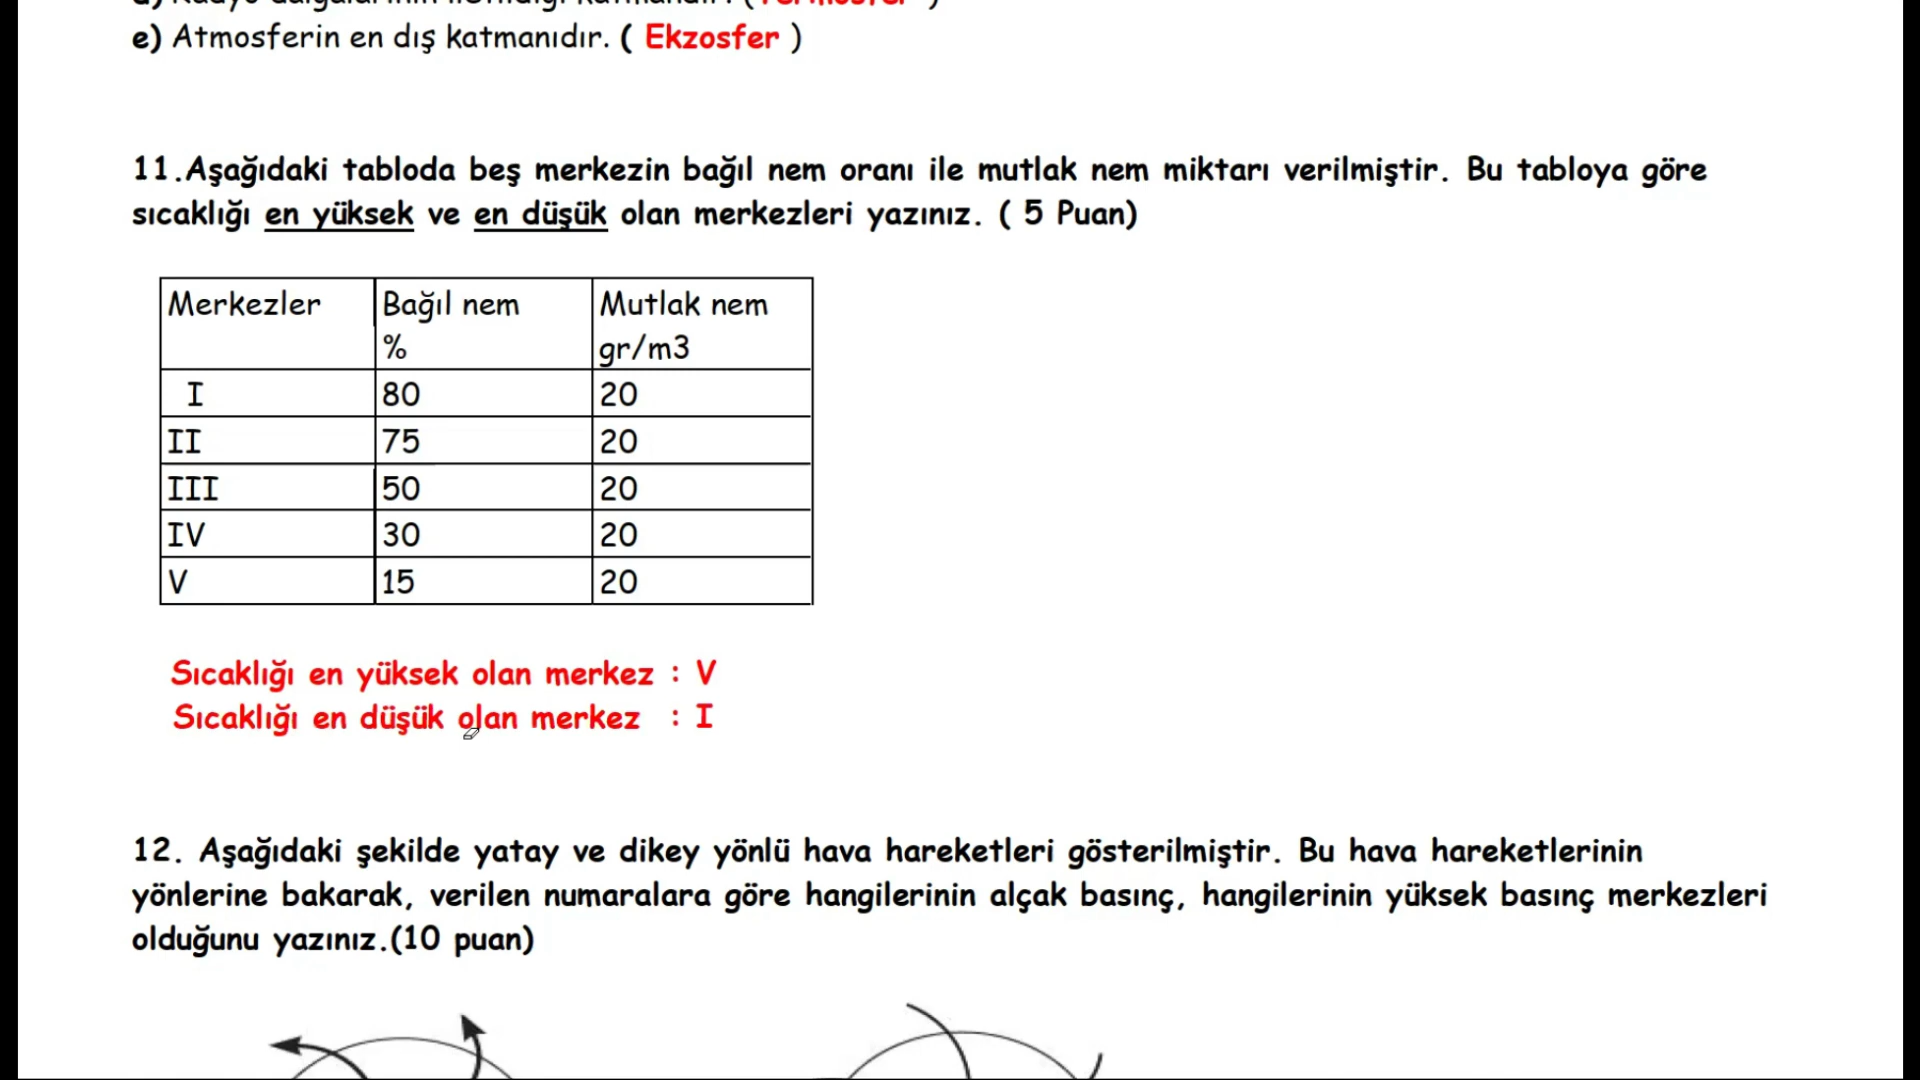 e) Atmosferin en dış katmanıdır. ( Ekzosfer )
11.Aşağıdaki tabloda beş merkezin bağıl nem oranı ile mutlak nem miktarı verilmiştir. Bu tabloya göre
sıcaklığı en yüksek ve en düşük olan merkezleri yazınız. ( 5 Puan)
Merkezler Bağıl nem % Mutlak nem gr/m3
I 80 20
II 75 20
III 50 20
IV 30 20
V 15 20
Sıcaklığı en yüksek olan merkez : V
Sıcaklığı en düşük olan merkez : I
12. Aşağıdaki şekilde yatay ve dikey yönlü hava hareketleri gösterilmiştir. Bu hava hareketlerinin
yönlerine bakarak, verilen numaralara göre hangilerinin alçak basınç, hangilerinin yüksek basınç merkezleri
olduğunu yazınız.(10 puan)